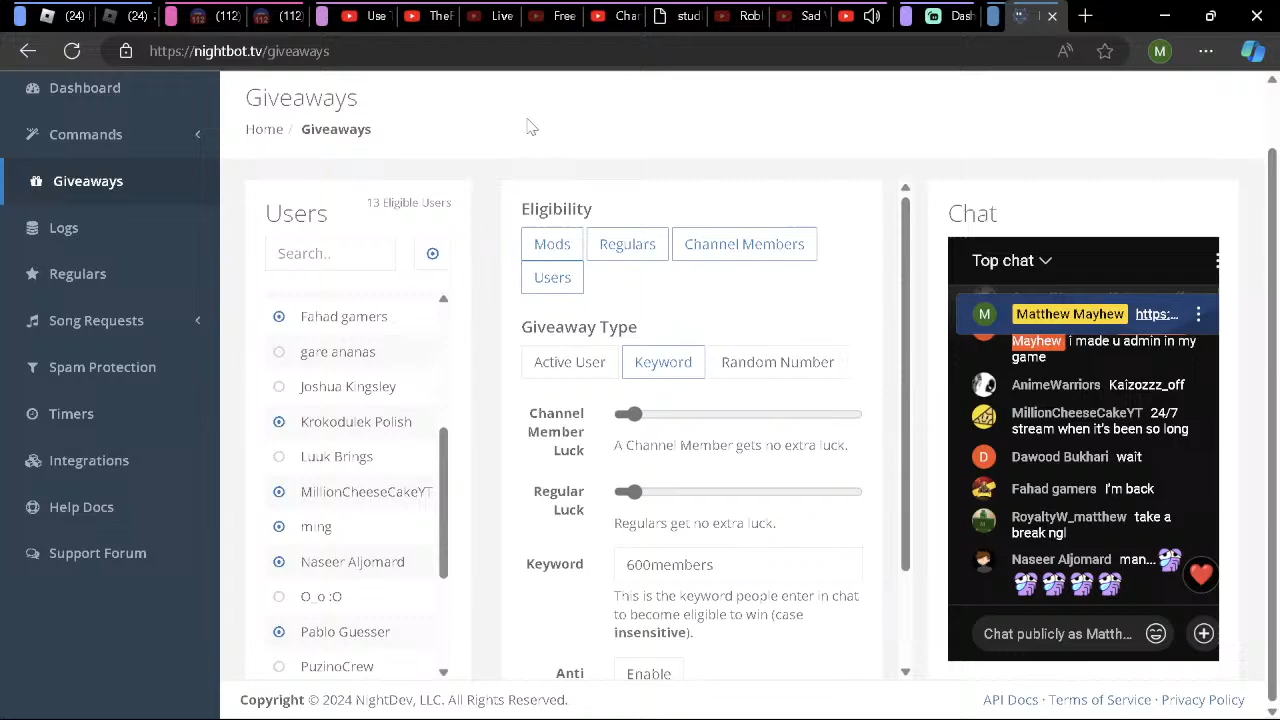 (24)
(24
(112)
(112
Use
TheF
Live
Free
Char
stud
Robl
Sad
Dash
https://nightbot.tv/giveaways
M
Dashboard
Commands
Giveaways
Logs
Regulars
Song Requests
Spam Protection
Timers
Integrations
Help Docs
Support Forum
Giveaways
Home / Giveaways
Users
13 Eligible Users
Search..
Fahad gamers
gare ananas
Joshua Kingsley
Krokodulek Polish
Luuk Brings
MillionCheeseCakeYT
ming
Naseer Aljomard
O_o :O
Pablo Guesser
PuzinoCrew
Eligibility
Mods
Regulars
Channel Members
Users
Giveaway Type
Active User
Keyword
Random Number
Channel
Member
Luck
A Channel Member gets no extra luck.
Regular
Luck
Regulars get no extra luck.
Keyword
600members
This is the keyword people enter in chat
to become eligible to win (case
insensitive).
Anti
Enable
Chat
Top chat
M
Matthew Mayhew https:...
Mayhew i made u admin in my
game
AnimeWarriors Kaizozzz_off
MillionCheeseCakeYT 24/7
stream when it's been so long
D
Dawood Bukhari wait
Fahad gamers I'm back
RoyaltyW_matthew take a
break ngl
Naseer Aljomard man...
Chat publicly as Matth...
Copyright © 2024 NightDev, LLC. All Rights Reserved.
API Docs · Terms of Service · Privacy Policy